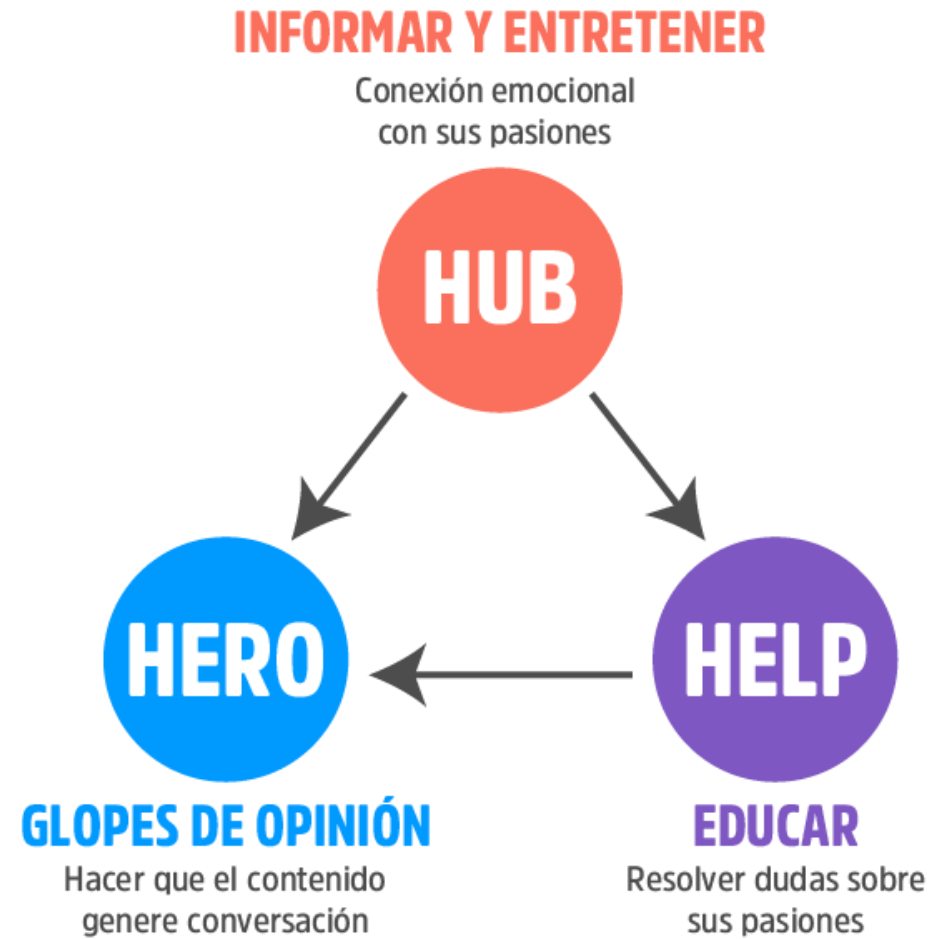 INFORMAR Y ENTRETENER
Conexión emocional
con sus pasiones
HUB
HERO
HELP
GLOPES DE OPINIÓN
Hacer que el contenido
genere conversación
EDUCAR
Resolver dudas sobre
sus pasiones